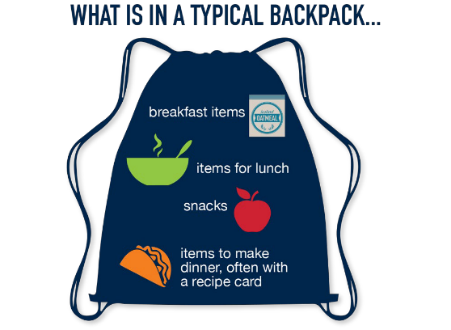 WHAT IS IN A TYPICAL BACKPACK...
breakfast items
OATMEAL
items for lunch
snacks
items to make
dinner, often with
a recipe card